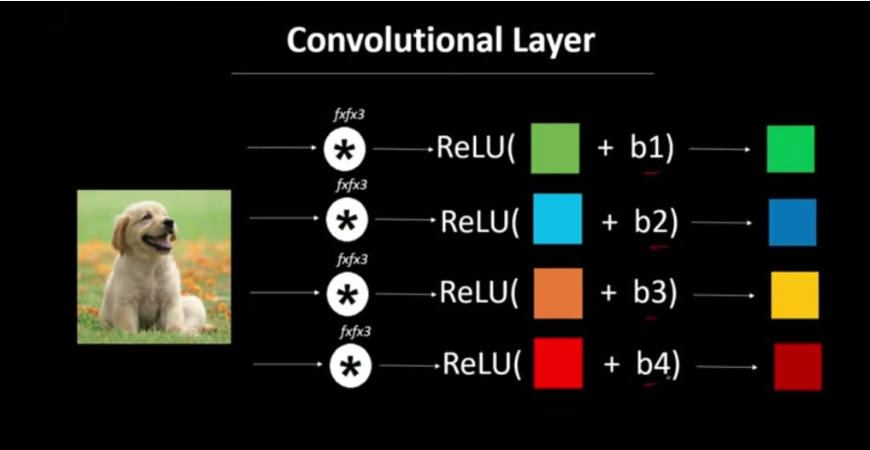 Convolutional Layer
fxfx3
* ReLU( + b1)
fxfx3
* ReLU( + b2)
fxfx3
* ReLU( + b3)
fxfx3
* ReLU( + b4)